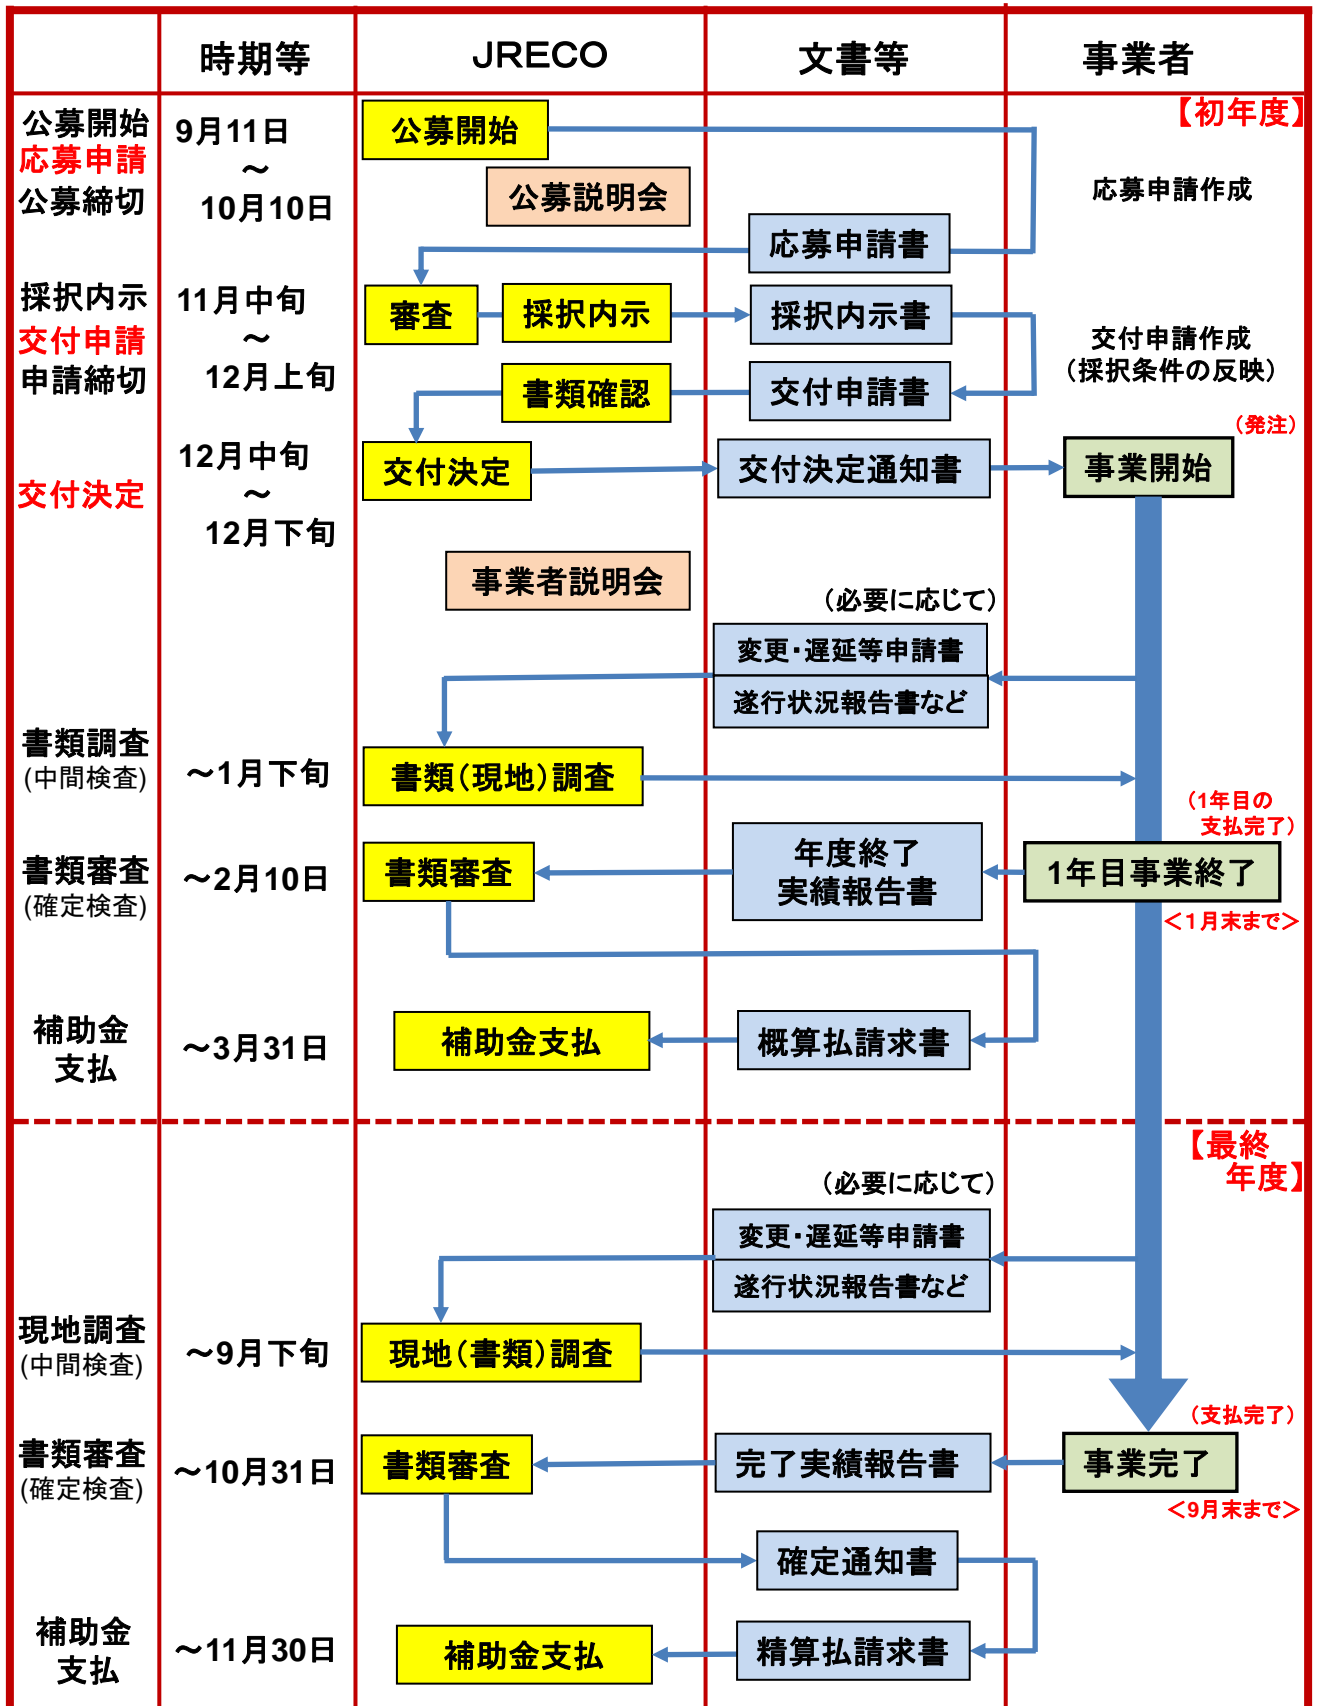 時期等
JRECO
文書等
事業者
【初年度】
公募開始
応募申請
公募締切
9月11日
～
10月10日
公募開始
公募説明会
応募申請書
応募申請作成
採択内示
交付申請
申請締切
11月中旬
～
12月上旬
審査
採択内示
採択内示書
書類確認
交付申請書
交付申請作成
（採択条件の反映）
交付決定
12月中旬
～
12月下旬
交付決定
交付決定通知書
（発注）
事業開始
事業者説明会
（必要に応じて）
変更・遅延等申請書
遂行状況報告書など
書類調査
(中間検査)
～1月下旬
書類（現地）調査
書類審査
(確定検査)
～2月10日
書類審査
年度終了
実績報告書
（1年目の
支払完了）
1年目事業終了
＜1月末まで＞
補助金
支払
～3月31日
補助金支払
概算払請求書
【最終
年度】
（必要に応じて）
変更・遅延等申請書
遂行状況報告書など
現地調査
(中間検査)
～9月下旬
現地（書類）調査
書類審査
(確定検査)
～10月31日
書類審査
完了実績報告書
（支払完了）
事業完了
＜9月末まで＞
確定通知書
補助金
支払
～11月30日
補助金支払
精算払請求書